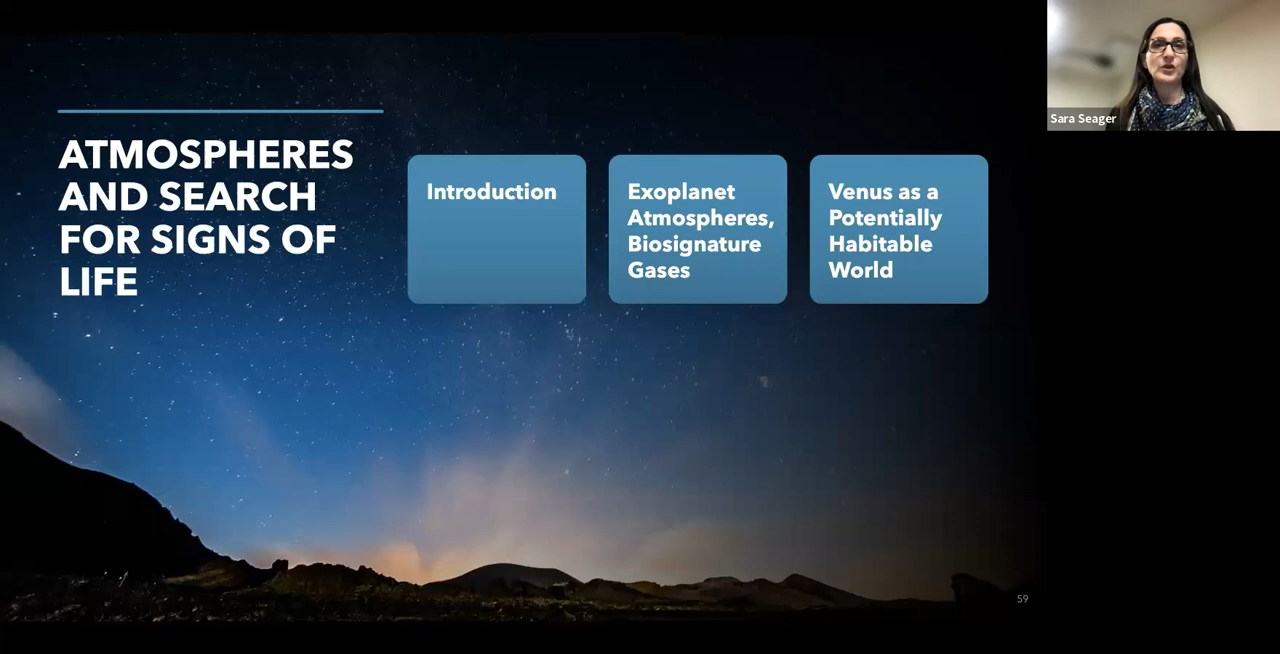 ATMOSPHERES
AND SEARCH
FOR SIGNS OF
LIFE
Introduction
Exoplanet
Atmospheres,
Biosignature
Gases
Venus as a
Potentially
Habitable
World
Sara Seager
59